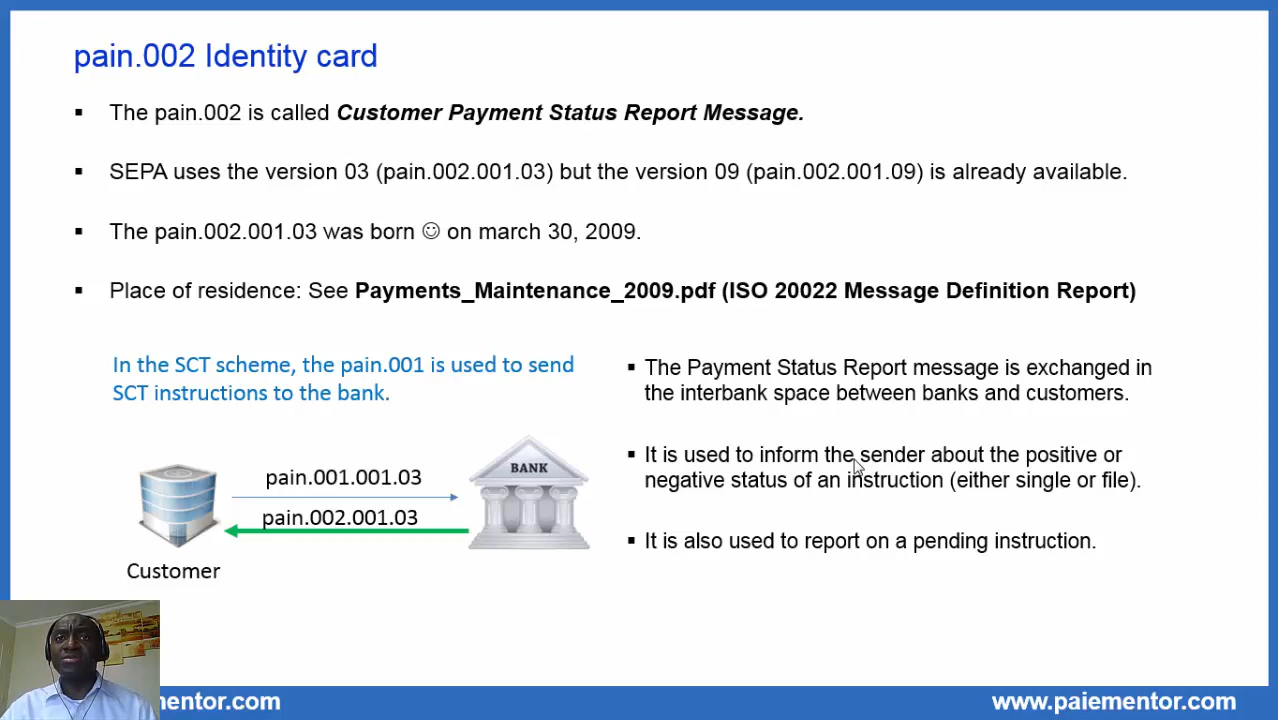 pain.002 Identity card
▪ The pain.002 is called Customer Payment Status Report Message.
▪ SEPA uses the version 03 (pain.002.001.03) but the version 09 (pain.002.001.09) is already available.
▪ The pain.002.001.03 was born ☺ on march 30, 2009.
▪ Place of residence: See Payments_Maintenance_2009.pdf (ISO 20022 Message Definition Report)
In the SCT scheme, the pain.001 is used to send
SCT instructions to the bank.
pain.001.001.03
pain.002.001.03
BANK
Customer
▪ The Payment Status Report message is exchanged in
the interbank space between banks and customers.
▪ It is used to inform the sender about the positive or
negative status of an instruction (either single or file).
▪ It is also used to report on a pending instruction.
mentor.com
www.paiementor.com